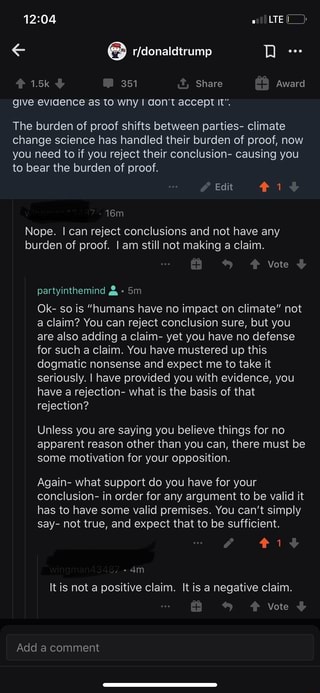 12:04
LTE
r/donaldtrump
1.5k 351 Share Award
give evidence as to why I don't accept it".
The burden of proof shifts between parties- climate
change science has handled their burden of proof, now
you need to if you reject their conclusion- causing you
to bear the burden of proof.
Edit 1
• 16m
Nope.  I can reject conclusions and not have any
burden of proof.  I am still not making a claim.
Vote
partyinthemind • 5m
Ok- so is “humans have no impact on climate” not
a claim? You can reject conclusion sure, but you
are also adding a claim- yet you have no defense
for such a claim. You have mustered up this
dogmatic nonsense and expect me to take it
seriously. I have provided you with evidence, you
have a rejection- what is the basis of that
rejection?
Unless you are saying you believe things for no
apparent reason other than you can, there must be
some motivation for your opposition.
Again- what support do you have for your
conclusion- in order for any argument to be valid it
has to have some valid premises. You can’t simply
say- not true, and expect that to be sufficient.
1
• 4m
It is not a positive claim.  It is a negative claim.
Vote
Add a comment